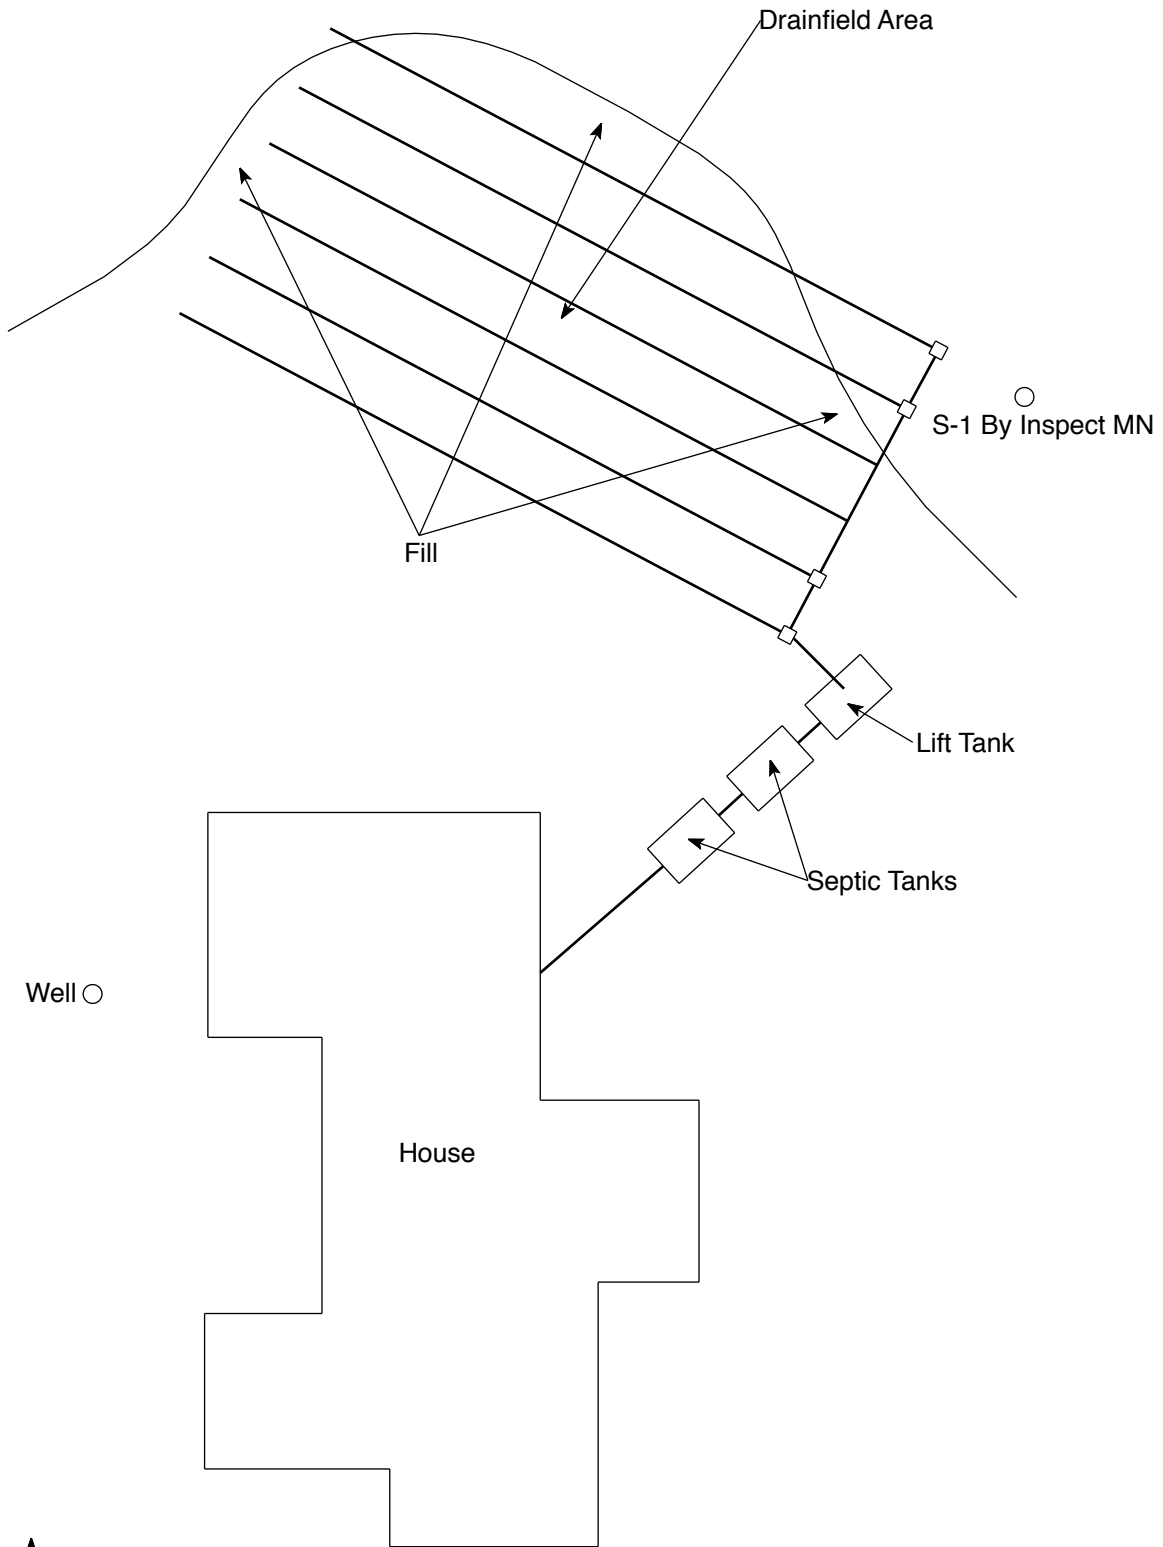 Drainfield Area
S-1 By Inspect MN
Fill
Lift Tank
Septic Tanks
Well
House